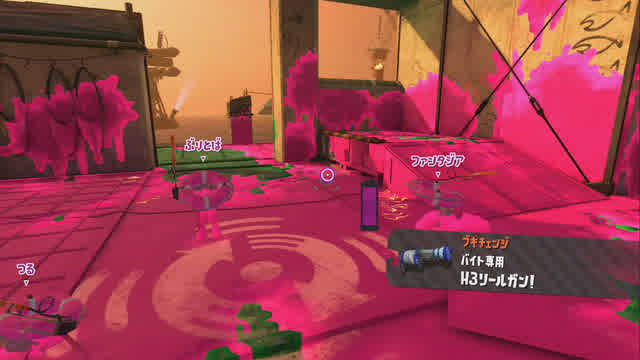 ぷりとば
ファンタジア
つる
ブキチェンジ
バイト専用
H3リールガン!